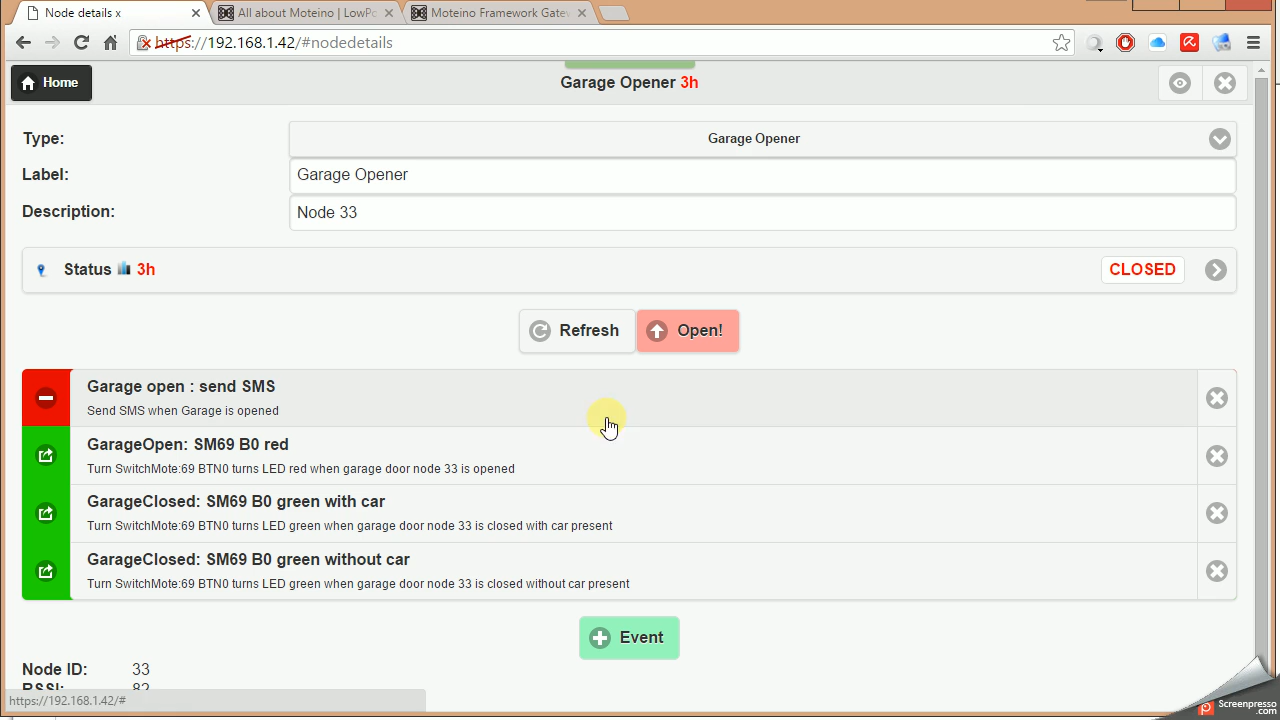 Node details x
All about Moteino | LowPo
Moteino Framework Gatew
https://192.168.1.42/#nodedetails
Home
Garage Opener 3h
Type:
Garage Opener
Label:
Garage Opener
Description:
Node 33
Status 3h
CLOSED
Refresh
Open!
Garage open : send SMS
Send SMS when Garage is opened
GarageOpen: SM69 B0 red
Turn SwitchMote:69 BTN0 turns LED red when garage door node 33 is opened
GarageClosed: SM69 B0 green with car
Turn SwitchMote:69 BTN0 turns LED green when garage door node 33 is closed with car present
GarageClosed: SM69 B0 green without car
Turn SwitchMote:69 BTN0 turns LED green when garage door node 33 is closed without car present
Event
Node ID: 33
RSSI: 82
https://192.168.1.42/#
Screenpresso
.com